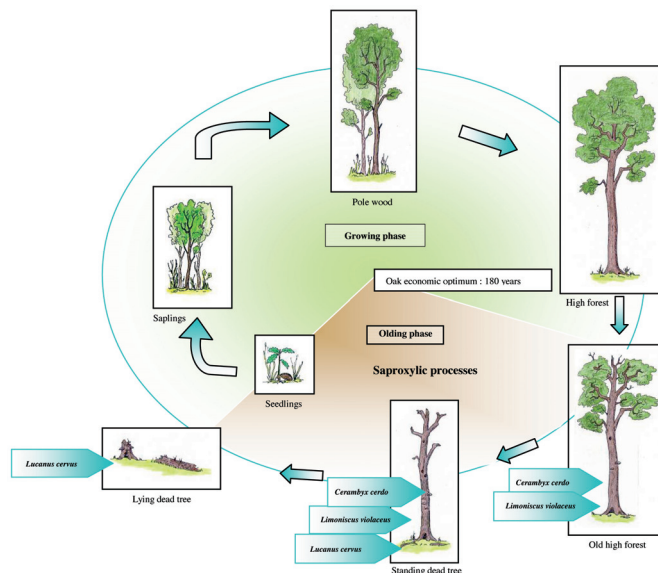 Pole wood
Growing phase
Oak economic optimum : 180 years
High forest
Saplings
Olding phase
Saproxylic processes
Seedlings
Lucanus cervus
Lying dead tree
Cerambyx cerdo
Limoniscus violaceus
Lucanus cervus
Standing dead tree
Cerambyx cerdo
Limoniscus violaceus
Old high forest